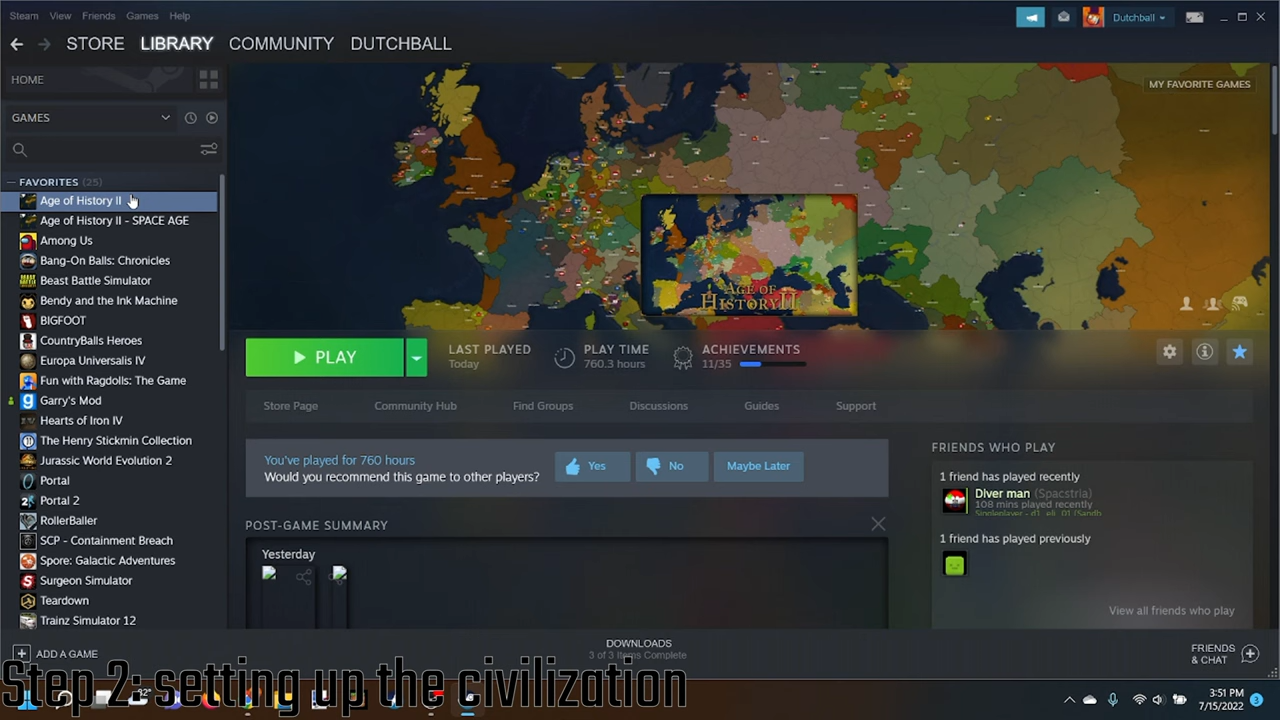 Steam View Friends Games Help
Dutchball
STORE LIBRARY COMMUNITY DUTCHBALL
HOME
MY FAVORITE GAMES
GAMES
FAVORITES (25)
Age of History II
Age of History II - SPACE AGE
Among Us
Bang-On Balls: Chronicles
Beast Battle Simulator
Bendy and the Ink Machine
BIGFOOT
CountryBalls Heroes
Europa Universalis IV
Fun with Ragdolls: The Game
Garry's Mod
Hearts of Iron IV
The Henry Stickmin Collection
Jurassic World Evolution 2
Portal
Portal 2
RollerBaller
SCP - Containment Breach
Spore: Galactic Adventures
Surgeon Simulator
Teardown
Trainz Simulator 12
AGE OF
HISTORY II
PLAY
LAST PLAYED
Today
PLAY TIME
760.3 hours
ACHIEVEMENTS
11/35
Store Page Community Hub Find Groups Discussions Guides Support
You've played for 760 hours
Would you recommend this game to other players?
Yes No Maybe Later
POST-GAME SUMMARY
Yesterday
FRIENDS WHO PLAY
1 friend has played recently
Diver man (Spacstria)
108 mins played recently
Singleplayer - d1_eli_01 (Sandb
1 friend has played previously
View all friends who play
ADD A GAME
DOWNLOADS
3 of 3 Items Complete
FRIENDS
& CHAT
Step 2: setting up the civilization
32°
3:51 PM
7/15/2022
3